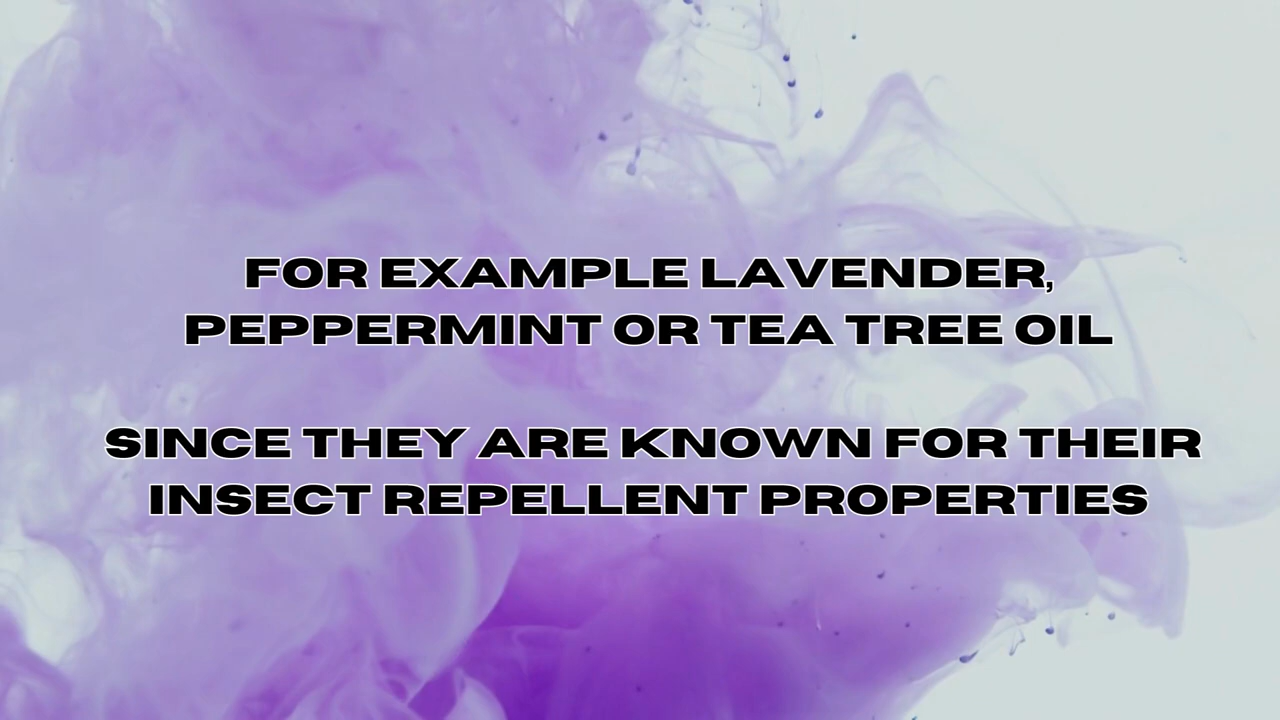 FOR EXAMPLE LAVENDER,
PEPPERMINT OR TEA TREE OIL
SINCE THEY ARE KNOWN FOR THEIR
INSECT REPELLENT PROPERTIES